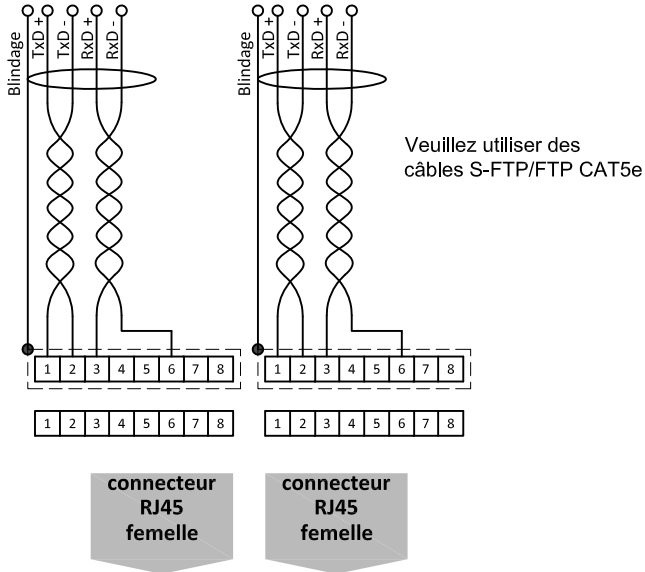 Blindage
TxD +
TxD -
RxD +
RxD -
Blindage
TxD +
TxD -
RxD +
RxD -
Veuillez utiliser des
câbles S-FTP/FTP CAT5e
1 2 3 4 5 6 7 8
1 2 3 4 5 6 7 8
1 2 3 4 5 6 7 8
1 2 3 4 5 6 7 8
connecteur
RJ45
femelle
connecteur
RJ45
femelle